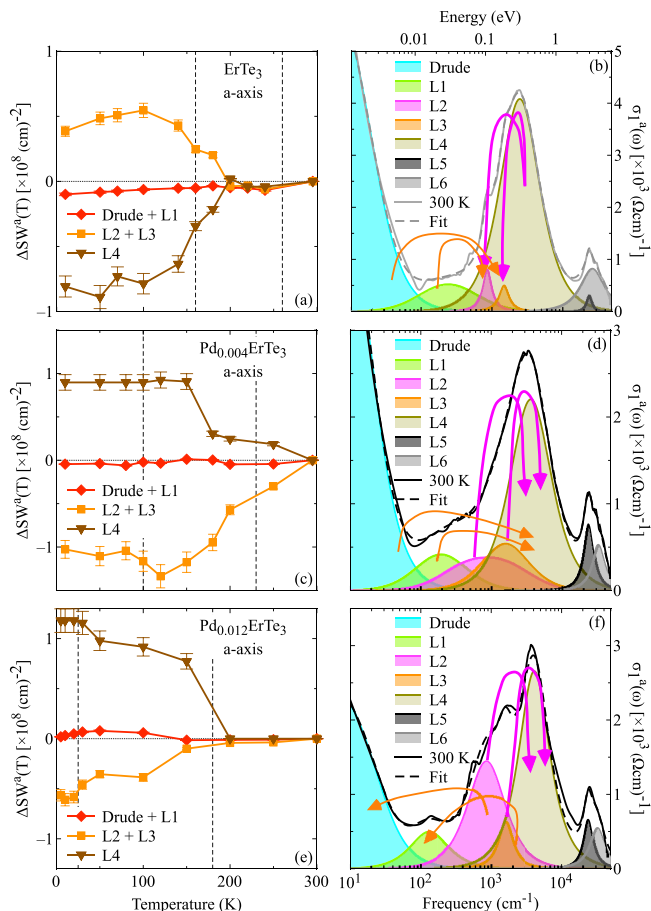 Energy (eV)
0.01 0.1 1
ΔSWᵃ(T) [×10⁸ (cm)⁻²]
1
0
−1
ErTe₃
a-axis
Drude + L1
L2 + L3
L4
(a)
(b)
Drude
L1
L2
L3
L4
L5
L6
300 K
Fit
5
4
3
2
1
0
σ₁ᵃ(ω) [×10³ (Ωcm)⁻¹]
ΔSWᵃ(T) [×10⁸ (cm)⁻²]
1
0
−1
Pd₀.₀₀₄ErTe₃
a-axis
Drude + L1
L2 + L3
L4
(c)
(d)
Drude
L1
L2
L3
L4
L5
L6
300 K
Fit
3
2
1
0
σ₁ᵃ(ω) [×10³ (Ωcm)⁻¹]
ΔSWᵃ(T) [×10⁸ (cm)⁻²]
1
0
−1
Pd₀.₀₁₂ErTe₃
a-axis
Drude + L1
L2 + L3
L4
(e)
0 100 200 300
Temperature (K)
(f)
Drude
L1
L2
L3
L4
L5
L6
300 K
Fit
3
2
1
0
σ₁ᵃ(ω) [×10³ (Ωcm)⁻¹]
10¹ 10² 10³ 10⁴
Frequency (cm⁻¹)